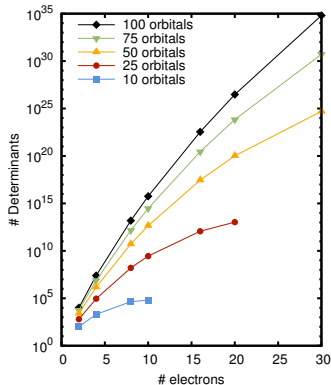 10^35
10^30
10^25
10^20
10^15
10^10
10^5
10^0
# Determinants
100 orbitals
75 orbitals
50 orbitals
25 orbitals
10 orbitals
0 5 10 15 20 25 30
# electrons